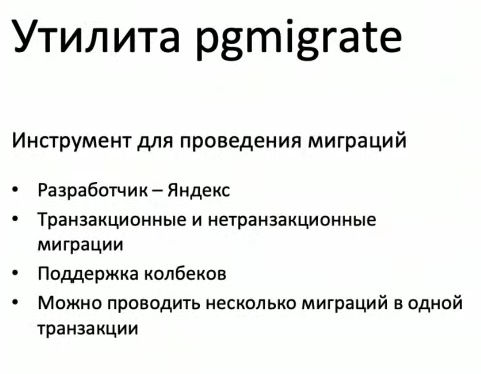 Утилита pgmigrate
Инструмент для проведения миграций
• Разработчик – Яндекс
• Транзакционные и нетранзакционные
миграции
• Поддержка колбеков
• Можно проводить несколько миграций в одной
транзакции